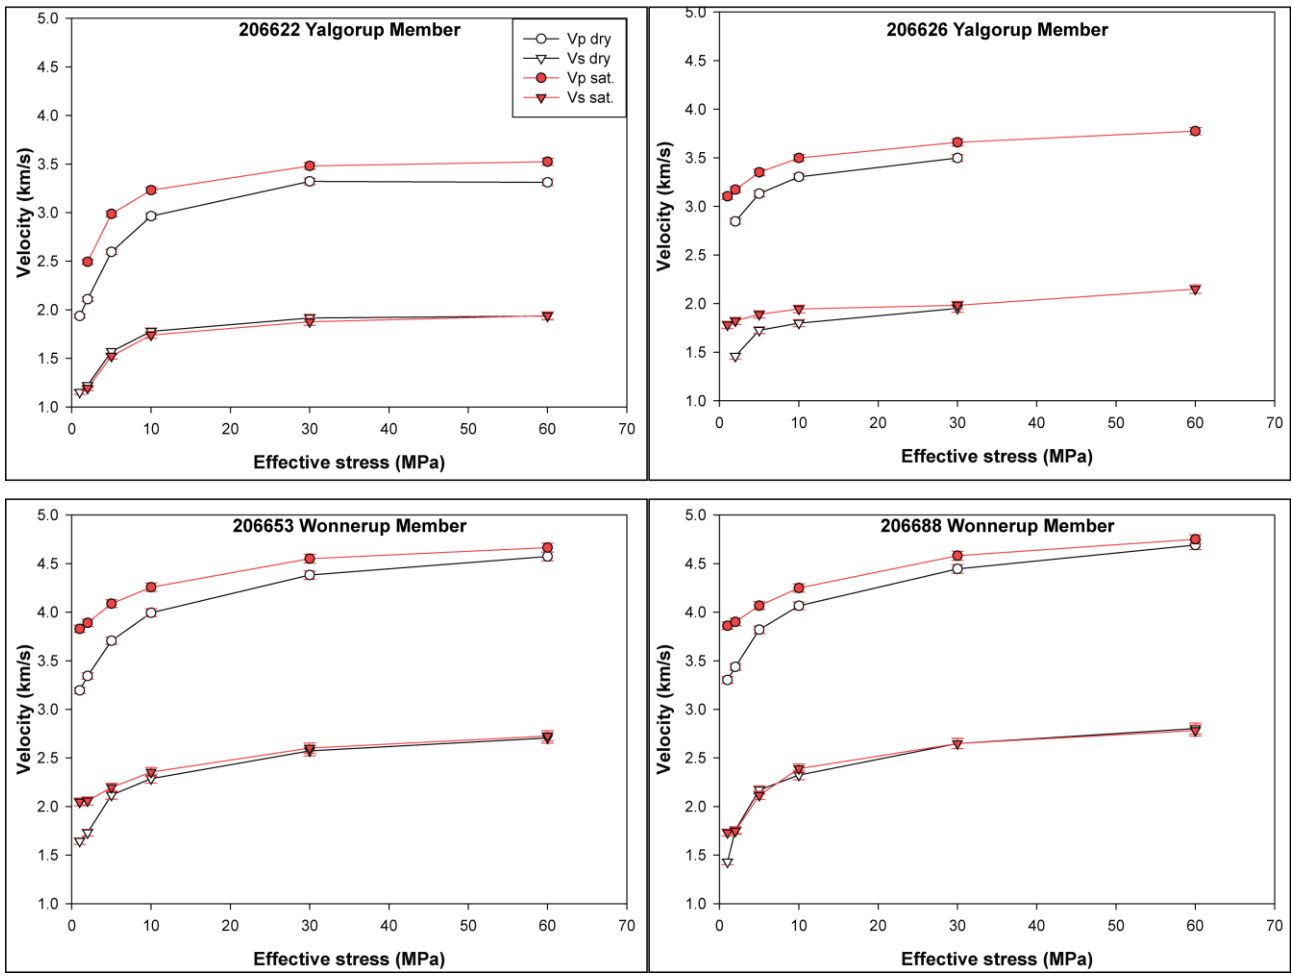 206622 Yalgorup Member
Vp dry
Vs dry
Vp sat.
Vs sat.
Velocity (km/s)
5.0
4.5
4.0
3.5
3.0
2.5
2.0
1.5
1.0
0 10 20 30 40 50 60 70
Effective stress (MPa)
206626 Yalgorup Member
Velocity (km/s)
5.0
4.5
4.0
3.5
3.0
2.5
2.0
1.5
1.0
0 10 20 30 40 50 60 70
Effective stress (MPa)
206653 Wonnerup Member
Velocity (km/s)
5.0
4.5
4.0
3.5
3.0
2.5
2.0
1.5
1.0
0 10 20 30 40 50 60 70
Effective stress (MPa)
206688 Wonnerup Member
Velocity (km/s)
5.0
4.5
4.0
3.5
3.0
2.5
2.0
1.5
1.0
0 10 20 30 40 50 60 70
Effective stress (MPa)